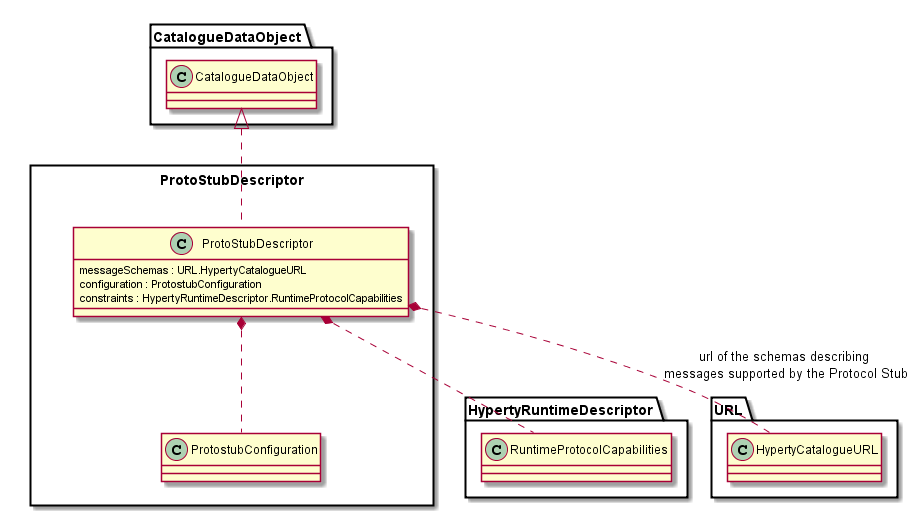 CatalogueDataObject
C CatalogueDataObject
ProtoStubDescriptor
C ProtoStubDescriptor
messageSchemas : URL.HypertyCatalogueURL
configuration : ProtostubConfiguration
constraints : HypertyRuntimeDescriptor.RuntimeProtocolCapabilities
url of the schemas describing
messages supported by the Protocol Stub
HypertyRuntimeDescriptor
URL
C ProtostubConfiguration
C RuntimeProtocolCapabilities
C HypertyCatalogueURL